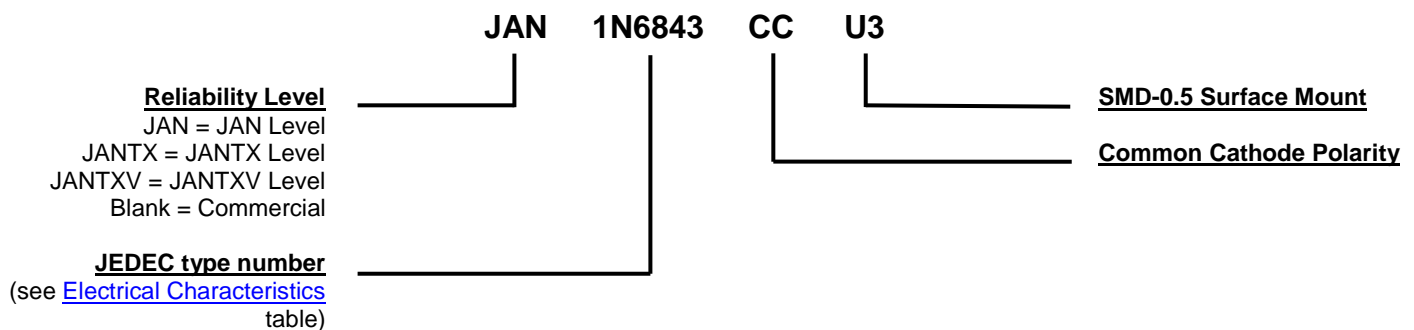 JAN 1N6843 CC U3
Reliability Level
JAN = JAN Level
JANTX = JANTX Level
JANTXV = JANTXV Level
Blank = Commercial
JEDEC type number
(see Electrical Characteristics
table)
SMD-0.5 Surface Mount
Common Cathode Polarity